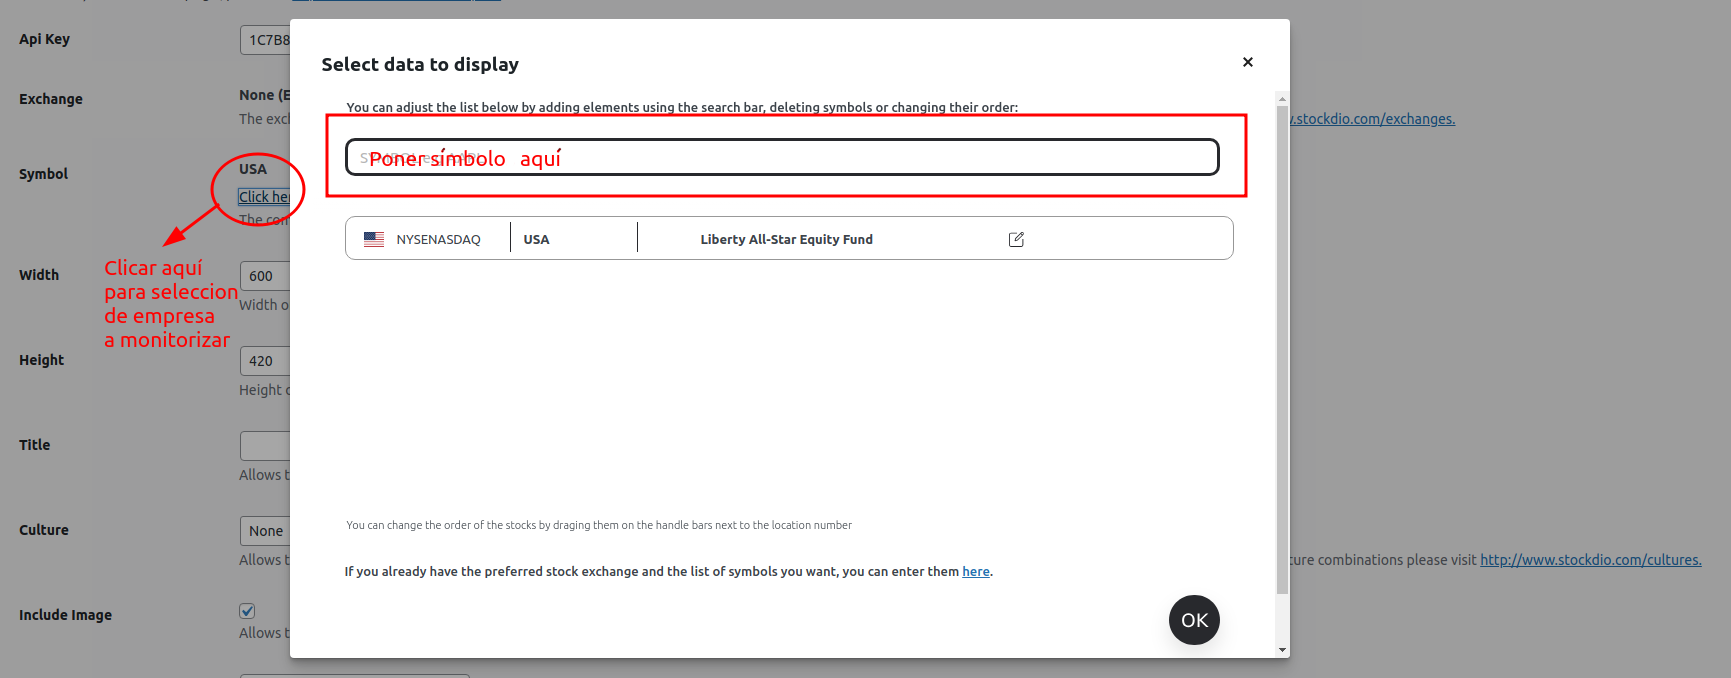 Api Key
1C7B8
Select data to display
Exchange
None (E
The excl
You can adjust the list below by adding elements using the search bar, deleting symbols or changing their order:
.stockdio.com/exchanges.
Poner símbolo aquí
Symbol
USA
Click her
The com
NYSENASDAQ
USA
Liberty All-Star Equity Fund
Clicar aquí
para seleccion
de empresa
a monitorizar
Width
600
Width o
Height
420
Height o
Title
Allows t
You can change the order of the stocks by draging them on the handle bars next to the location number
Culture
None
Allows t
ture combinations please visit http://www.stockdio.com/cultures.
If you already have the preferred stock exchange and the list of symbols you want, you can enter them here.
Include Image
Allows t
OK